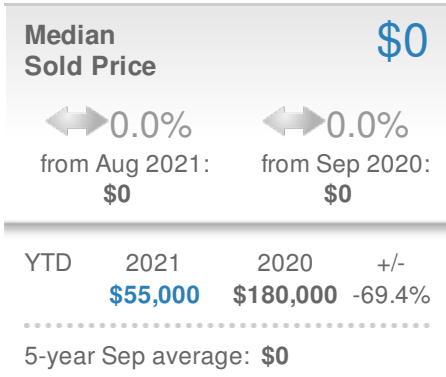 Median $0
Sold Price
0.0% 0.0%
from Aug 2021: from Sep 2020:
$0 $0
YTD 2021 2020 +/-
$55,000 $180,000 -69.4%
5-year Sep average: $0